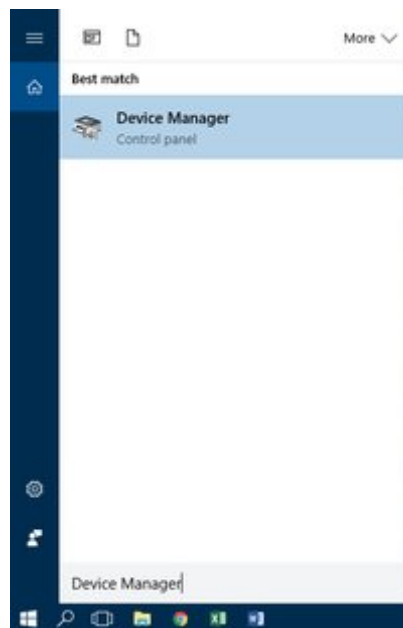 More
Best match
Device Manager
Control panel
Device Manager